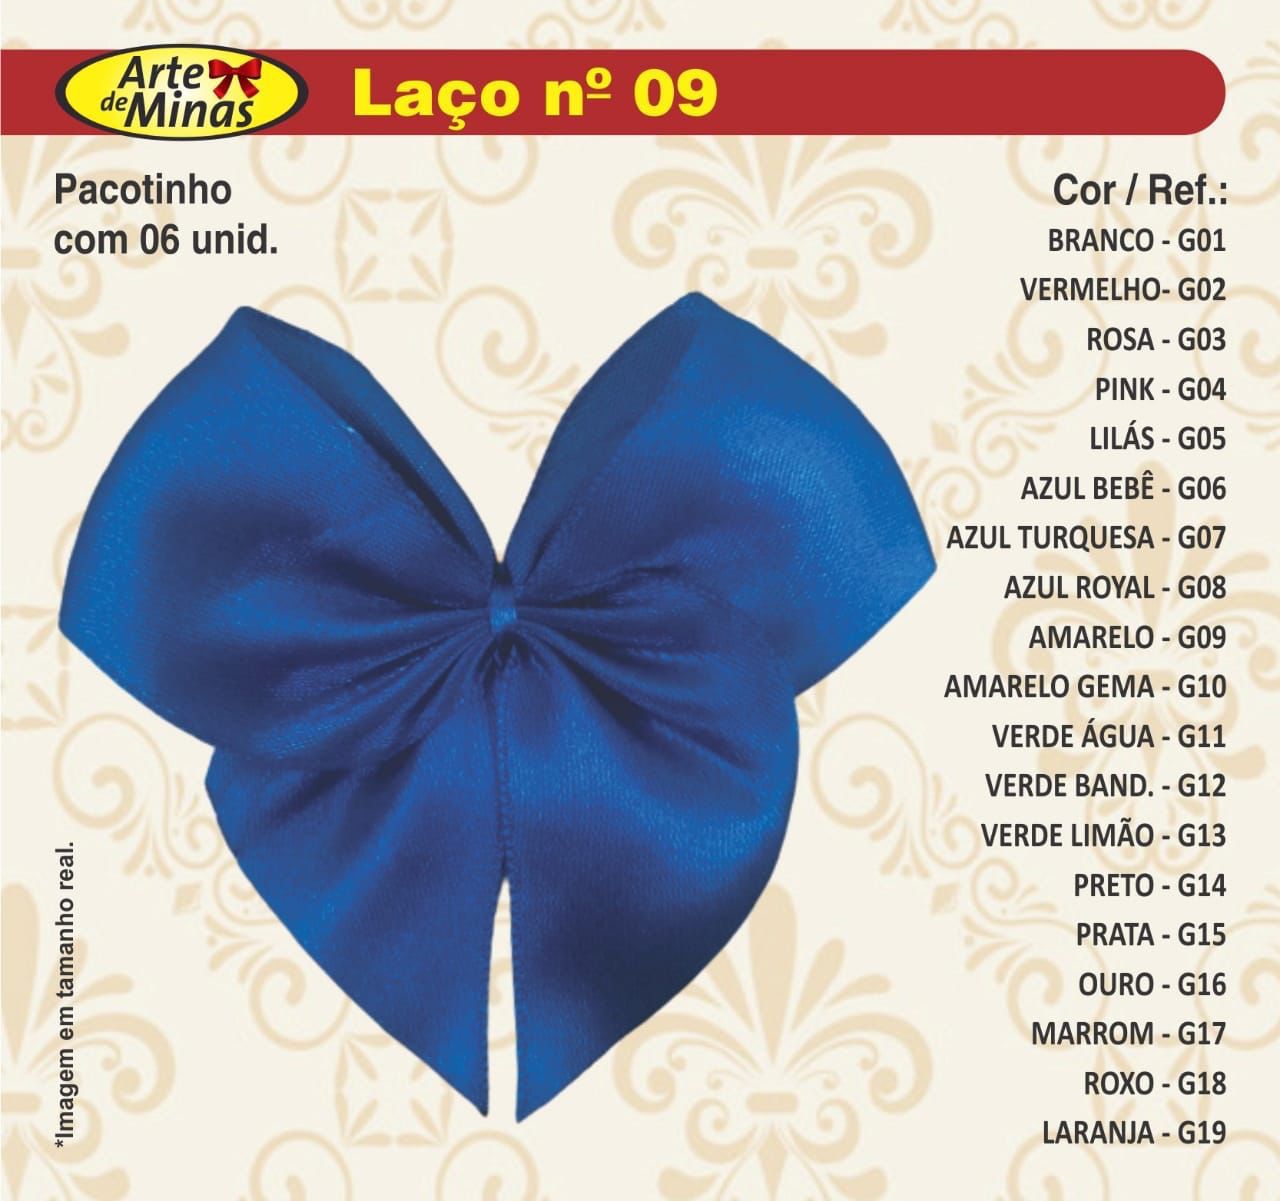 Arte
de Minas
Laço nº 09
Pacotinho
com 06 unid.
Cor / Ref.:
BRANCO - G01
VERMELHO- G02
ROSA - G03
PINK - G04
LILÁS - G05
AZUL BEBÊ - G06
AZUL TURQUESA - G07
AZUL ROYAL - G08
AMARELO - G09
AMARELO GEMA - G10
VERDE ÁGUA - G11
VERDE BAND. - G12
VERDE LIMÃO - G13
PRETO - G14
PRATA - G15
OURO - G16
MARROM - G17
ROXO - G18
LARANJA - G19
*Imagem em tamanho real.